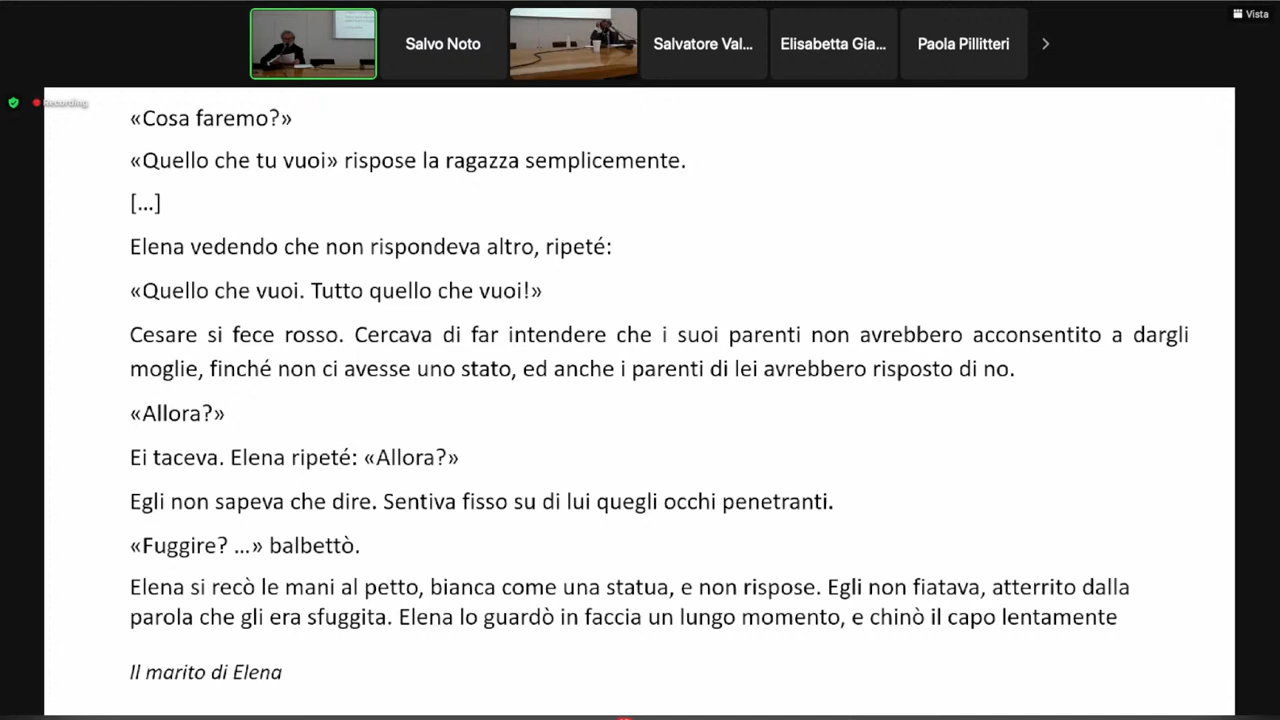 Vista
Salvo Noto
Salvatore Val...
Elisabetta Gia...
Paola Pillitteri
Recording
«Cosa faremo?»
«Quello che tu vuoi» rispose la ragazza semplicemente.
[...]
Elena vedendo che non rispondeva altro, ripeté:
«Quello che vuoi. Tutto quello che vuoi!»
Cesare si fece rosso. Cercava di far intendere che i suoi parenti non avrebbero acconsentito a dargli
moglie, finché non ci avesse uno stato, ed anche i parenti di lei avrebbero risposto di no.
«Allora?»
Ei taceva. Elena ripeté: «Allora?»
Egli non sapeva che dire. Sentiva fisso su di lui quegli occhi penetranti.
«Fuggire? ...» balbettò.
Elena si recò le mani al petto, bianca come una statua, e non rispose. Egli non fiatava, atterrito dalla
parola che gli era sfuggita. Elena lo guardò in faccia un lungo momento, e chinò il capo lentamente
Il marito di Elena